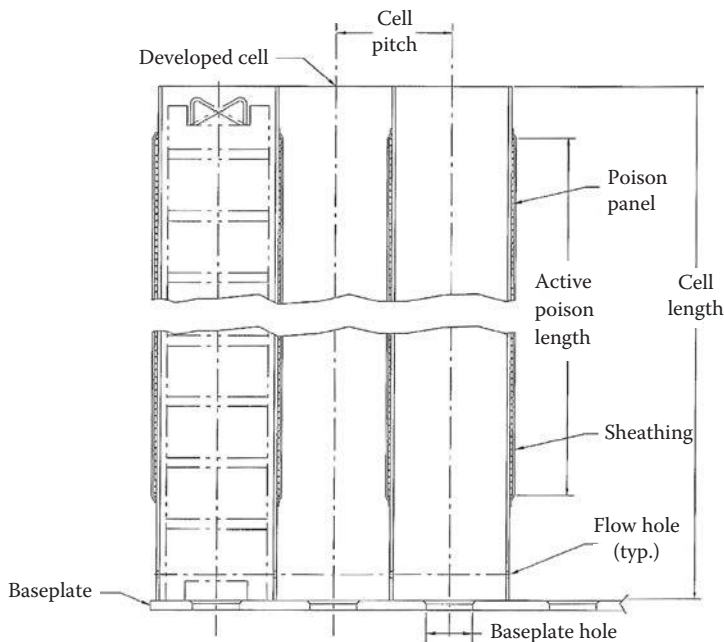 Cell
pitch
Developed cell
Poison
panel
Active
poison
length
Cell
length
Sheathing
Flow hole
(typ.)
Baseplate
Baseplate hole